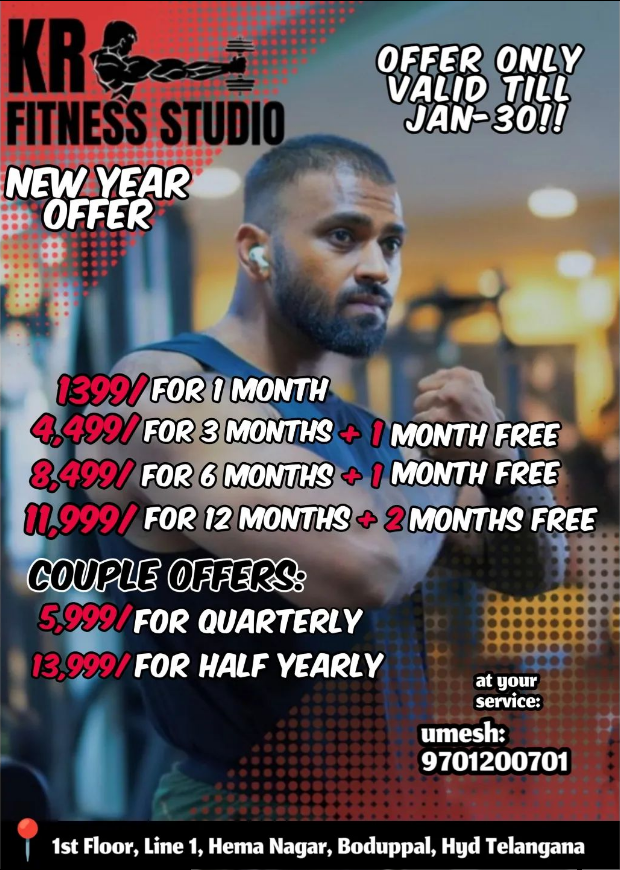 KR
FITNESS STUDIO
OFFER ONLY
VALID TILL
JAN-30!!
NEW YEAR
OFFER
1399/ FOR 1 MONTH
4,499/ FOR 3 MONTHS + 1 MONTH FREE
8,499/ FOR 6 MONTHS + 1 MONTH FREE
11,999/ FOR 12 MONTHS + 2 MONTHS FREE
COUPLE OFFERS:
5,999/ FOR QUARTERLY
13,999/ FOR HALF YEARLY
at your
service:
umesh:
9701200701
1st Floor, Line 1, Hema Nagar, Boduppal, Hyd Telangana